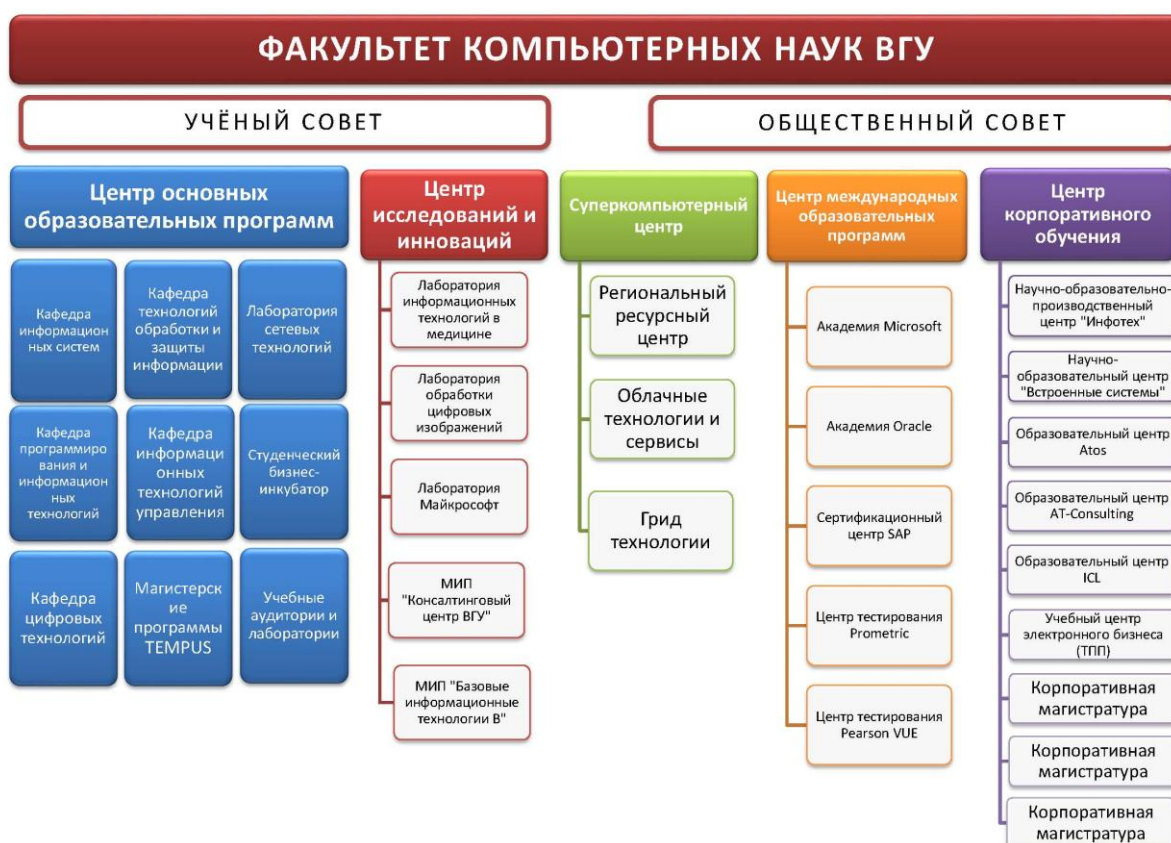 ФАКУЛЬТЕТ КОМПЬЮТЕРНЫХ НАУК ВГУ
УЧЁНЫЙ СОВЕТ
ОБЩЕСТВЕННЫЙ СОВЕТ
Центр основных
образовательных программ
Кафедра
информацион
ных систем
Кафедра
технологий
обработки и
защиты
информации
Лаборатория
сетевых
технологий
Кафедра
программиро
вания и
информацион
ных
технологий
Кафедра
информаци
онных
технологий
управления
Студенческий
бизнес-
инкубатор
Кафедра
цифровых
технологий
Магистерск
ие
программы
TEMPUS
Учебные
аудитории и
лаборатории
Центр
исследований и
инноваций
Лаборатория
информационных
технологий в
медицине
Лаборатория
обработки
цифровых
изображений
Лаборатория
Майкрософт
МИП
"Консалтинговый
центр ВГУ"
МИП "Базовые
информационные
технологии В"
Суперкомпьютерный
центр
Региональный
ресурсный
центр
Облачные
технологии и
сервисы
Грид
технологии
Центр международных
образовательных
программ
Академия Microsoft
Академия Oracle
Сертификационный
центр SAP
Центр тестирования
Prometric
Центр тестирования
Pearson VUE
Центр
корпоративного
обучения
Научно-образовательно-
производственный
центр "Инфотех"
Научно-
образовательный центр
"Встроенные системы"
Образовательный центр
Atos
Образовательный центр
AT-Consulting
Образовательный центр
ICL
Учебный центр
электронного бизнеса
(ТПП)
Корпоративная
магистратура
Корпоративная
магистратура
Корпоративная
магистратура